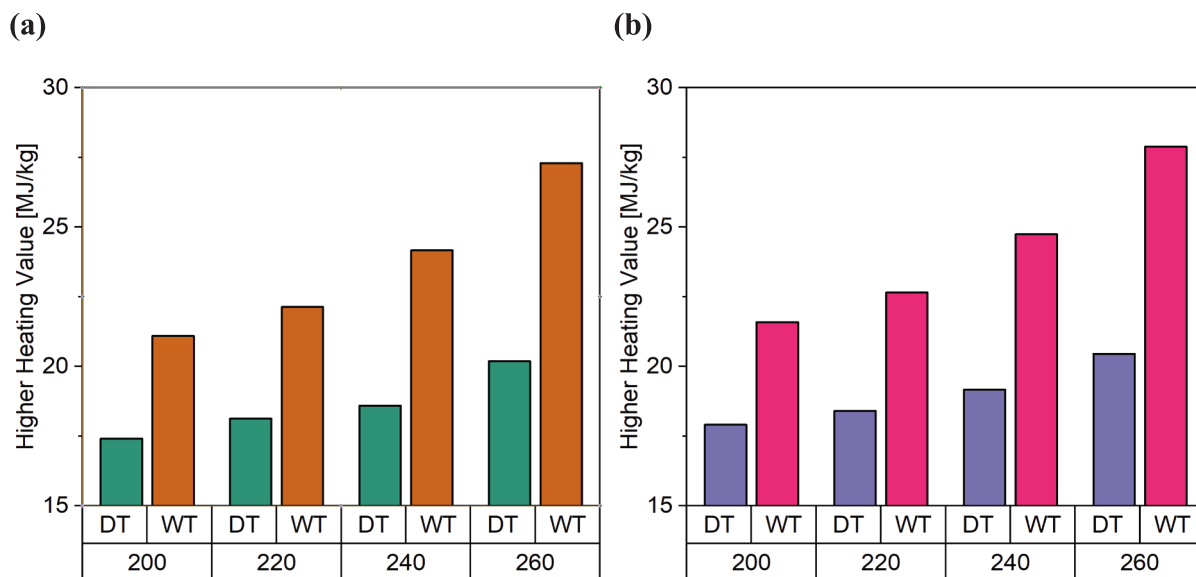 (a)
Higher Heating Value [MJ/kg]
30
25
20
15
DT WT DT WT DT WT DT WT
200 220 240 260
(b)
Higher Heating Value [MJ/kg]
30
25
20
15
DT WT DT WT DT WT DT WT
200 220 240 260